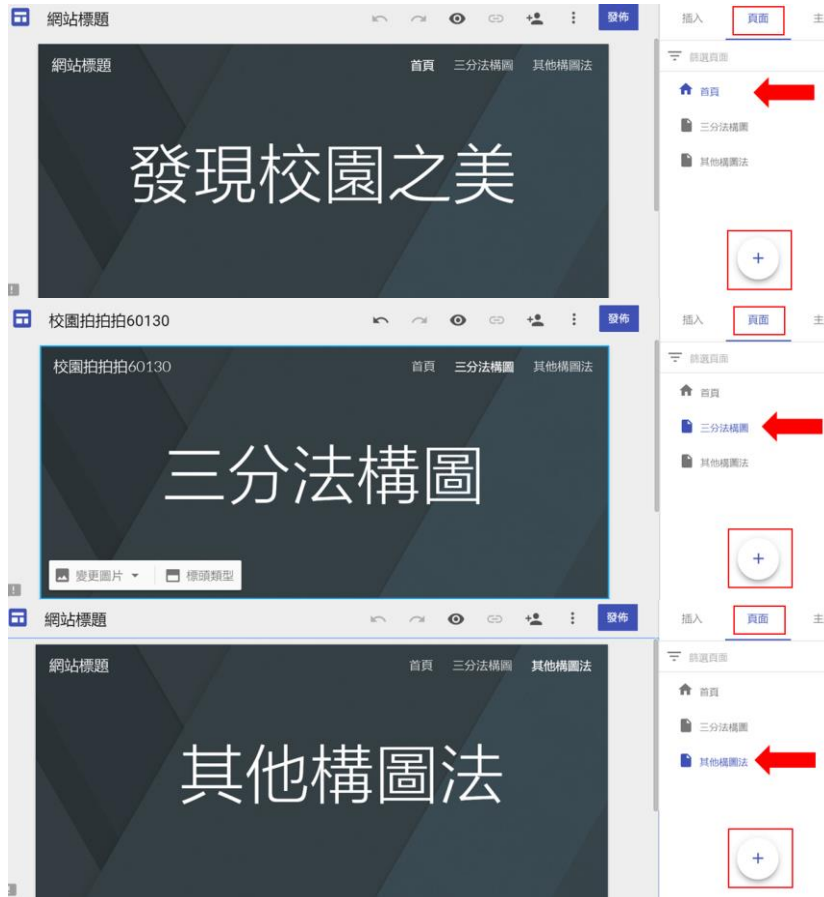 網站標題
發佈
插入
頁面
主
網站標題
首頁 三分法構圖 其他構圖法
篩選頁面
首頁
三分法構圖
其他構圖法
發現校園之美
+
校園拍拍拍60130
發佈
插入
頁面
主
校園拍拍拍60130
首頁 三分法構圖 其他構圖法
篩選頁面
首頁
三分法構圖
其他構圖法
三分法構圖
變更圖片
標頭類型
+
網站標題
發佈
插入
頁面
主
網站標題
首頁 三分法構圖 其他構圖法
篩選頁面
首頁
三分法構圖
其他構圖法
其他構圖法
+